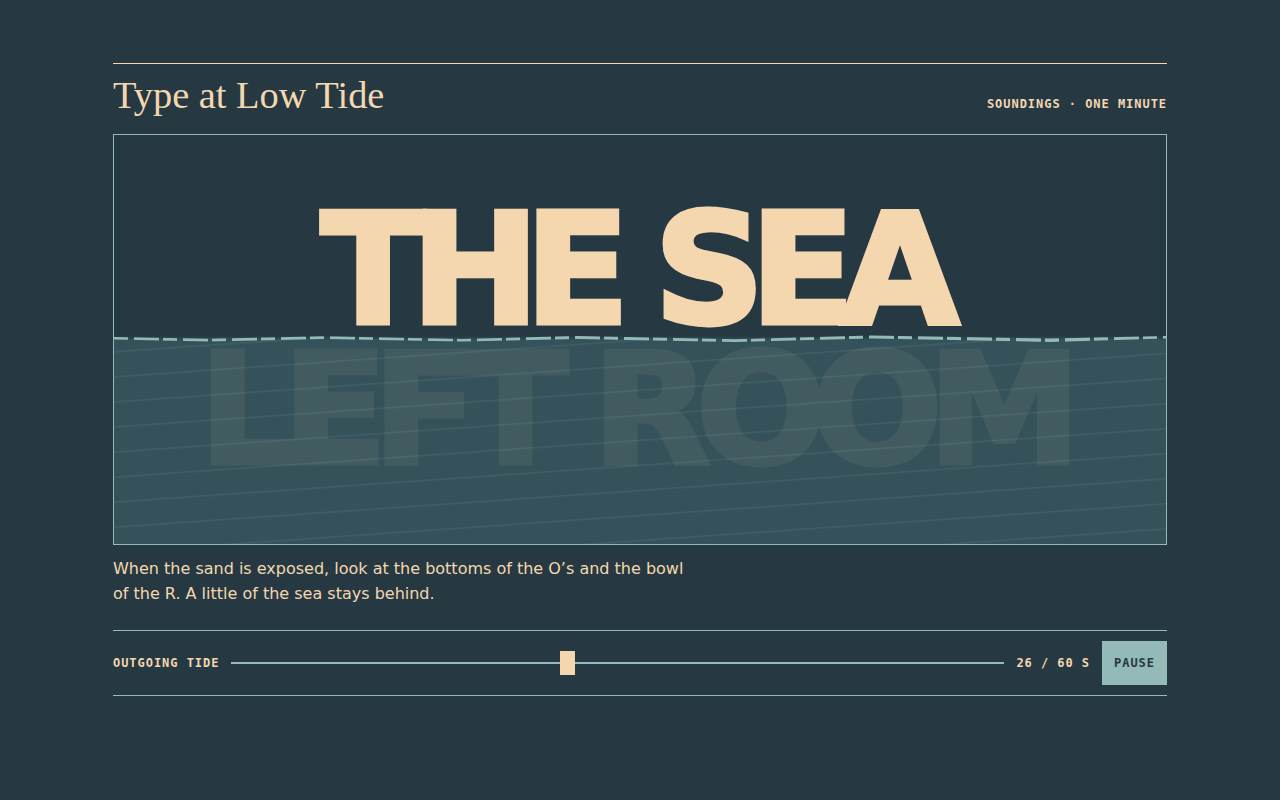 Type at Low Tide
SOUNDINGS · ONE MINUTE
THE SEA
LEFT ROOM
When the sand is exposed, look at the bottoms of the O’s and the bowl
of the R. A little of the sea stays behind.
OUTGOING TIDE
26 / 60 S
PAUSE